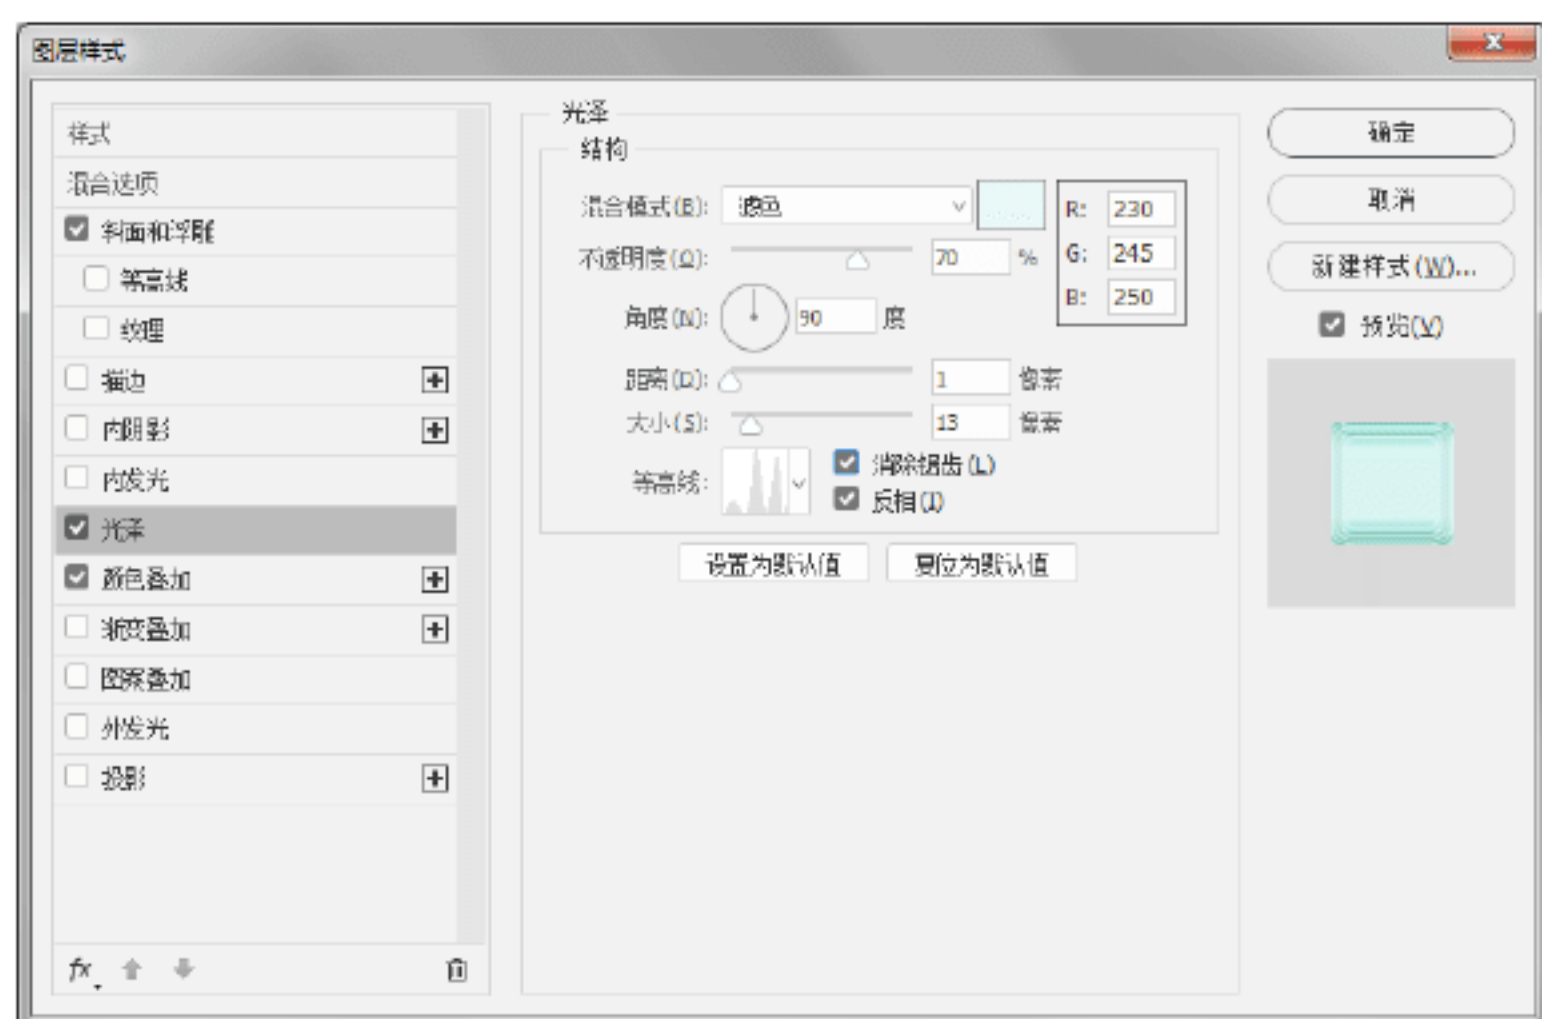 图层样式
样式
混合选项
斜面和浮雕
等高线
纹理
描边
内阴影
内发光
光泽
颜色叠加
渐变叠加
图案叠加
外发光
投影
fx
光泽
结构
混合模式(B): 滤色
R: 230
不透明度(O): 70 %
G: 245
B: 250
角度(N): 90 度
距离(D): 1 像素
大小(S): 13 像素
等高线:
消除锯齿(L)
反相(I)
设置为默认值 复位为默认值
确定
取消
新建样式(W)...
预览(V)